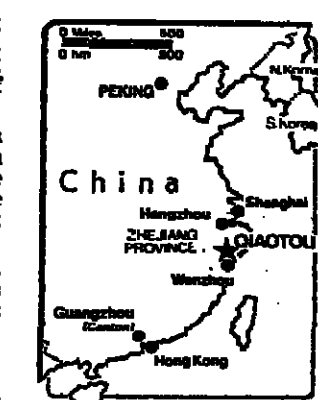 0 Miles 500
0 km 800
PEKING
N.Korea
S.Korea
China
Shanghai
Hangzhou
ZHEJIANG
PROVINCE
QIAOTOU
Wenzhou
Guangzhou
(Canton)
Hong Kong